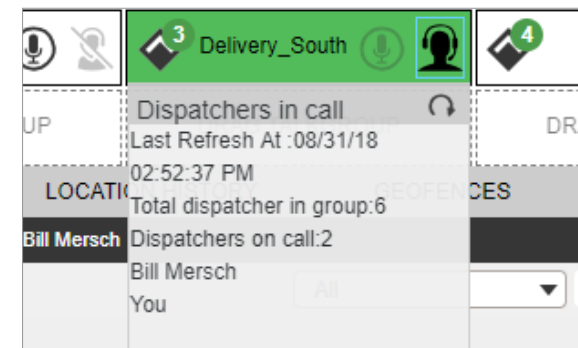 3 Delivery_South 4
Dispatchers in call
UP
DR
Last Refresh At :08/31/18
02:52:37 PM
LOCATION HISTORY GEOFENCES
Total dispatcher in group:6
Bill Mersch
Dispatchers on call:2
Bill Mersch
All
You